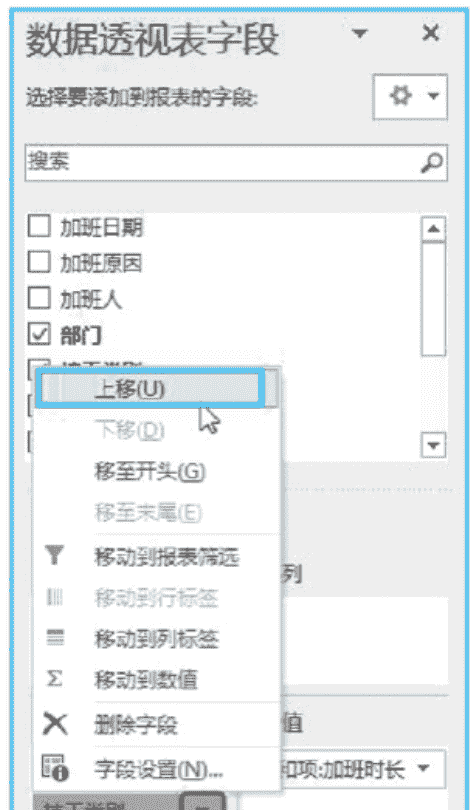 数据透视表字段
选择要添加到报表的字段:
搜索
加班日期
加班原因
加班人
部门
上移(U)
下移(D)
移至开头(G)
移至末尾(E)
移动到报表筛选
列
移动到行标签
移动到列标签
Σ 移动到数值
删除字段
值
字段设置(N)...
和项:加班时长